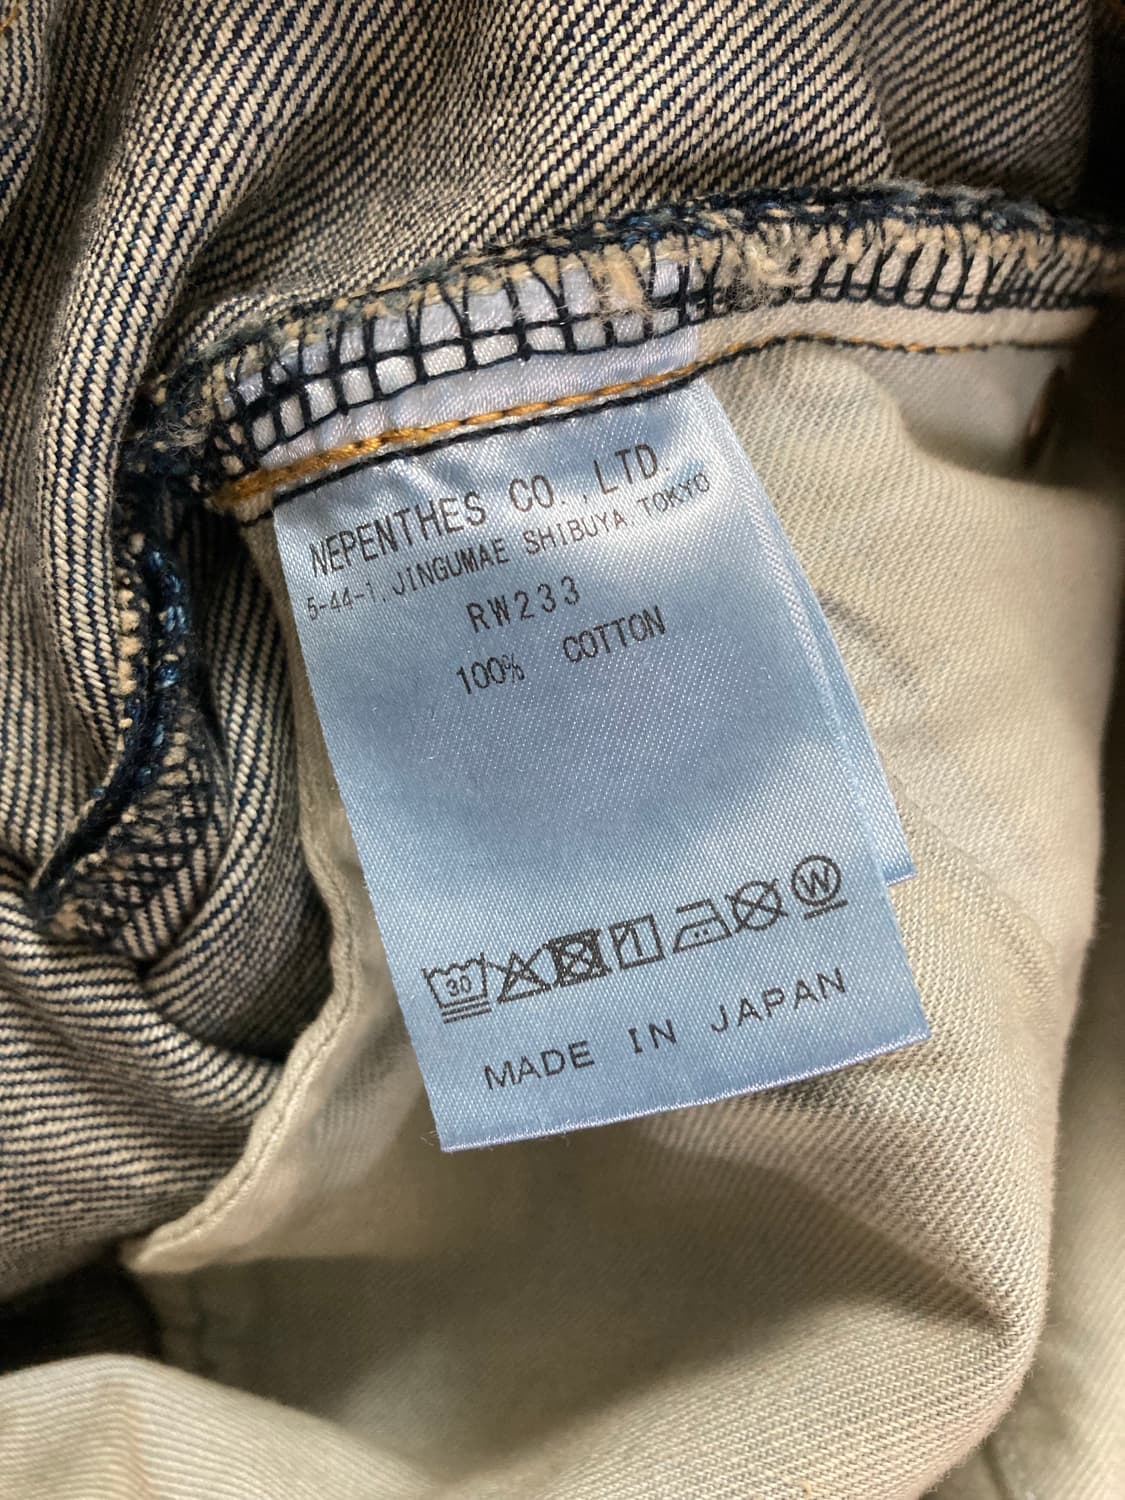 NEPENTHES CO.,LTD.
5-44-1, JINGUMAE SHIBUYA, TOKYO
RW233
100% COTTON
30 W
MADE IN JAPAN